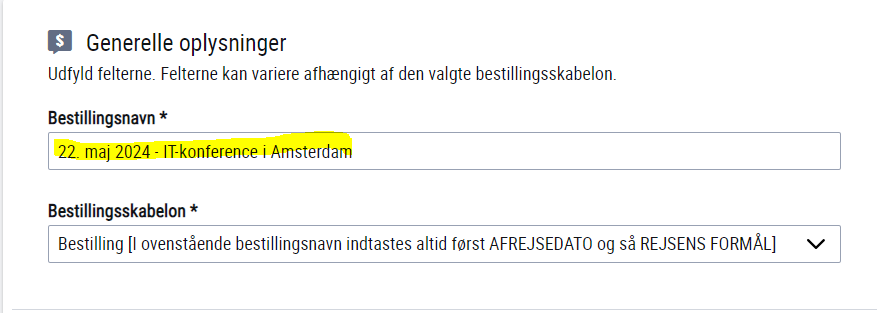 Generelle oplysninger
Udfyld felterne. Felterne kan variere afhængigt af den valgte bestillingsskabelon.
Bestillingsnavn *
22. maj 2024 - IT-konference i Amsterdam
Bestillingsskabelon *
Bestilling [I ovenstående bestillingsnavn indtastes altid først AFREJSEDATO og så REJSENS FORMÅL]